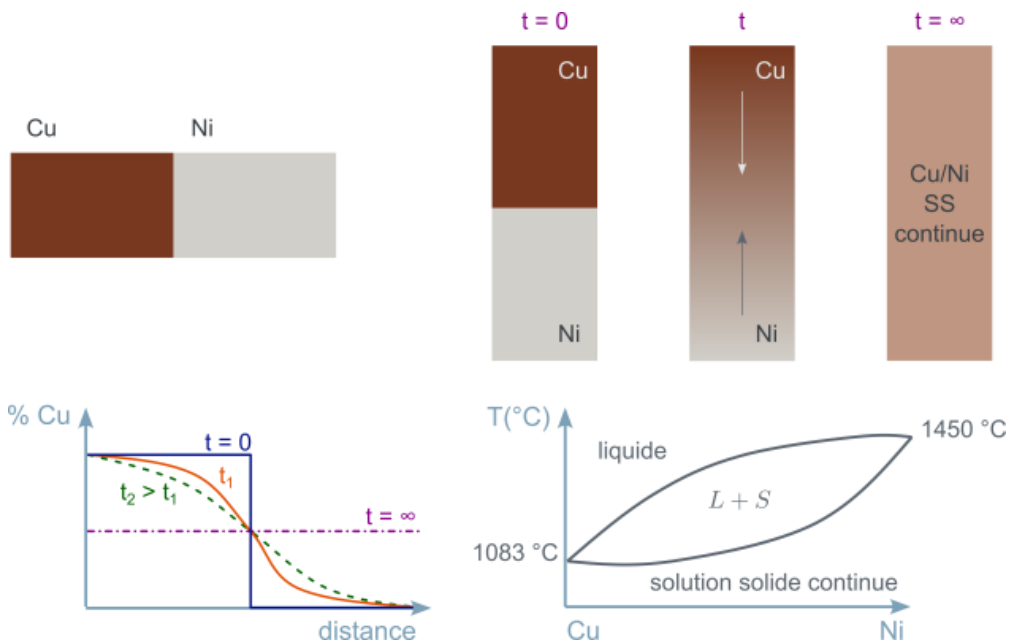 Cu
Ni
t = 0
t
t = ∞
Cu
Cu
Cu/Ni
SS
continue
Ni
Ni
% Cu
t = 0
t₁
t₂ > t₁
t = ∞
distance
T(°C)
1450 °C
liquide
L + S
1083 °C
solution solide continue
Cu
Ni